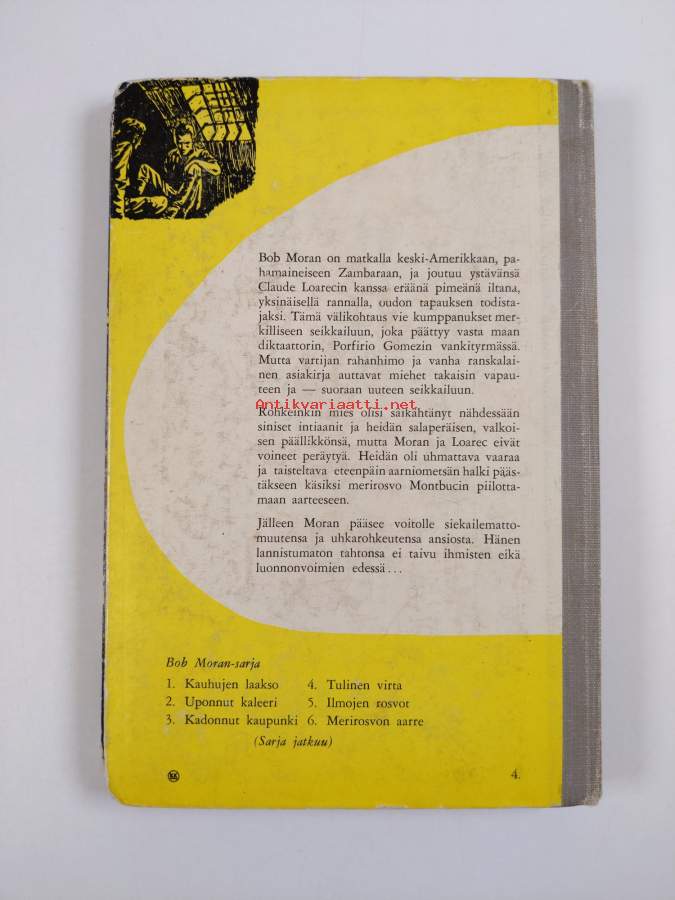 Bob Moran on matkalla keski-Amerikkaan, pa-
hamaineiseen Zambaraan, ja joutuu ystävänsä
Claude Loarecin kanssa eräänä pimeänä iltana,
yksinäisellä rannalla, oudon tapauksen todista-
jaksi. Tämä välikohtaus vie kumppanukset mer-
killiseen seikkailuun, joka päättyy vasta maan
diktaattorin, Porfirio Gomezin vankityrmässä.
Mutta vartijan rahanhimo ja vanha ranskalai-
nen asiakirja auttavat miehet takaisin vapau-
teen ja — suoraan uuteen seikkailuun.
Antikvariaatti.net
Rohkeinkin mies olisi säikähtänyt nähdessään
siniset intiaanit ja heidän salaperäisen, valkoi-
sen päällikkönsä, mutta Moran ja Loarec eivät
voineet peräytyä. Heidän oli uhmattava vaaraa
ja taisteltava eteenpäin aarniometsän halki pääs-
täkseen käsiksi merirosvo Montbucin piilotta-
maan aarteeseen.
Jälleen Moran pääsee voitolle siekailematto-
muutensa ja uhkarohkeutensa ansiosta. Hänen
lannistumaton tahtonsa ei taivu ihmisten eikä
luonnonvoimien edessä...
Bob Moran-sarja
1. Kauhujen laakso 4. Tulinen virta
2. Uponnut kaleeri 5. Ilmojen rosvot
3. Kadonnut kaupunki 6. Merirosvon aarre
(Sarja jatkuu)
4.